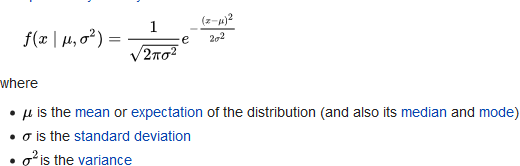 f(x | μ, σ²) = 1/√(2πσ²) e^(−(x−μ)²/(2σ²))
where
• μ is the mean or expectation of the distribution (and also its median and mode)
• σ is the standard deviation
• σ² is the variance